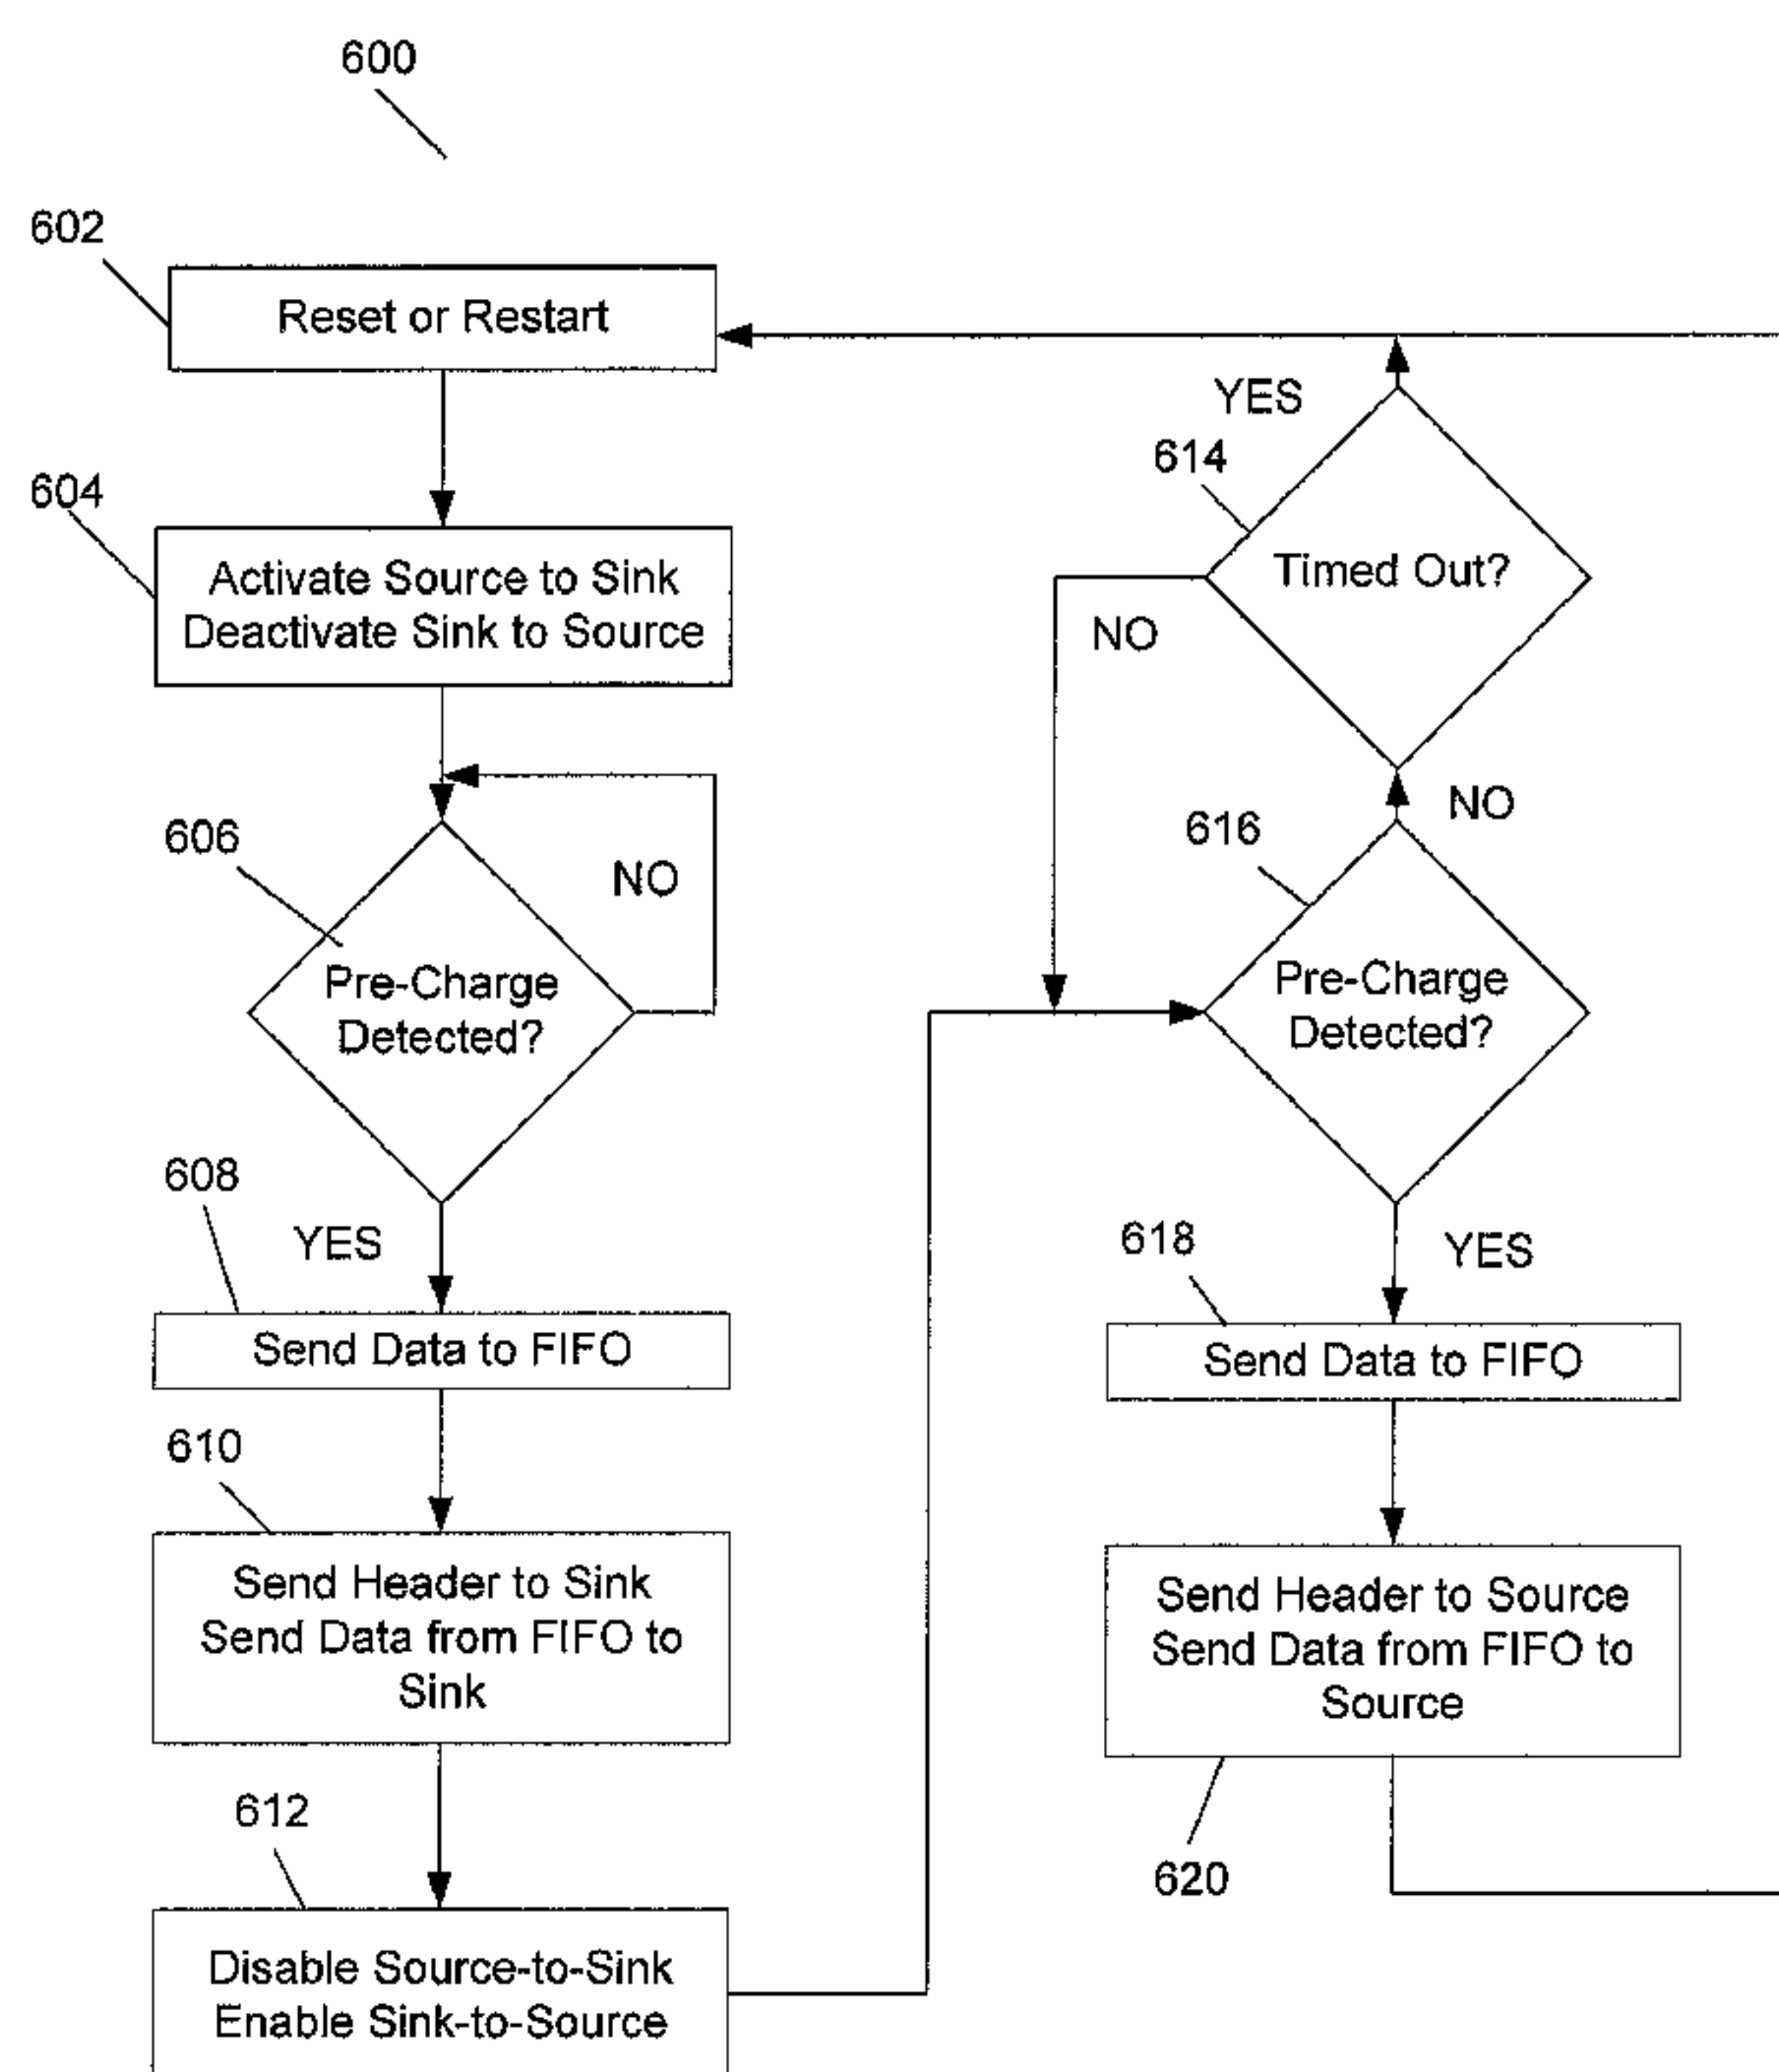 600
602
Reset or Restart
604
Activate Source to Sink
Deactivate Sink to Source
606
NO
Pre-Charge
Detected?
608
YES
Send Data to FIFO
610
Send Header to Sink
Send Data from FIFO to
Sink
612
Disable Source-to-Sink
Enable Sink-to-Source
YES
614
Timed Out?
NO
NO
616
Pre-Charge
Detected?
618
YES
Send Data to FIFO
Send Header to Source
Send Data from FIFO to
Source
620